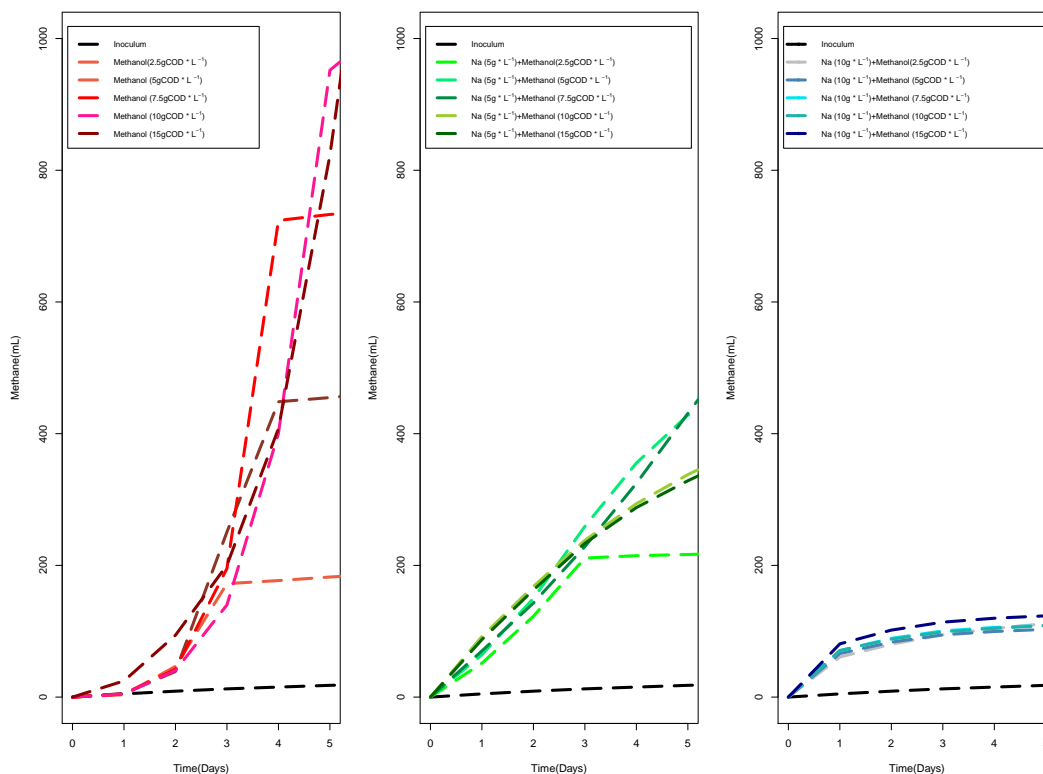 Inoculum
Methanol(2.5gCOD * L⁻¹)
Methanol (5gCOD * L⁻¹)
Methanol (7.5gCOD * L⁻¹)
Methanol (10gCOD * L⁻¹)
Methanol (15gCOD * L⁻¹)
Methane(mL)
1000
800
600
400
200
0
0 1 2 3 4 5
Time(Days)
Inoculum
Na (5g * L⁻¹)+Methanol(2.5gCOD * L⁻¹)
Na (5g * L⁻¹)+Methanol (5gCOD * L⁻¹)
Na (5g * L⁻¹)+Methanol (7.5gCOD * L⁻¹)
Na (5g * L⁻¹)+Methanol (10gCOD * L⁻¹)
Na (5g * L⁻¹)+Methanol (15gCOD * L⁻¹)
Methane(mL)
1000
800
600
400
200
0
0 1 2 3 4 5
Time(Days)
Inoculum
Na (10g * L⁻¹)+Methanol(2.5gCOD * L⁻¹)
Na (10g * L⁻¹)+Methanol (5gCOD * L⁻¹)
Na (10g * L⁻¹)+Methanol (7.5gCOD * L⁻¹)
Na (10g * L⁻¹)+Methanol (10gCOD * L⁻¹)
Na (10g * L⁻¹)+Methanol (15gCOD * L⁻¹)
Methane(mL)
1000
800
600
400
200
0
0 1 2 3 4 5
Time(Days)